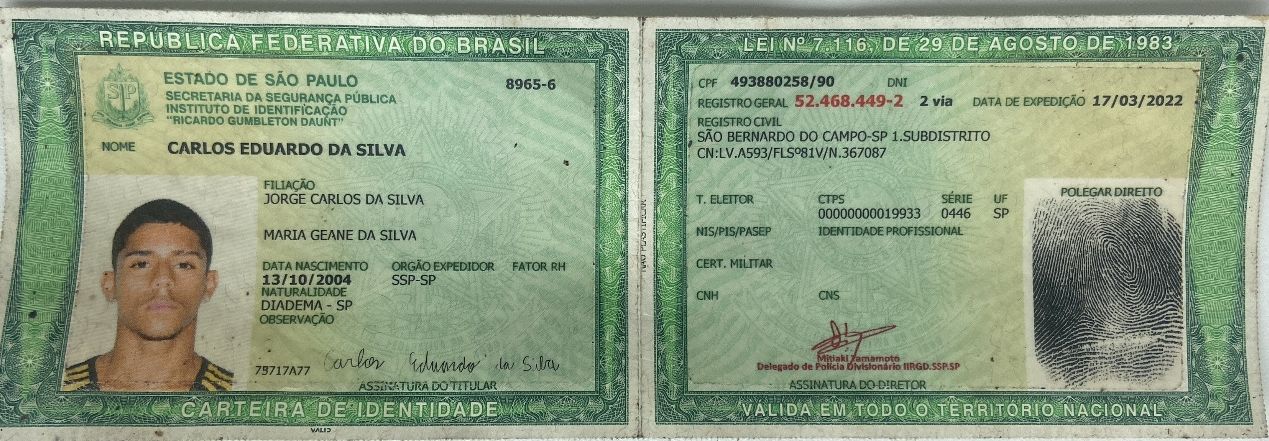 REPÚBLICA FEDERATIVA DO BRASIL
ESTADO DE SÃO PAULO
8965-6
SECRETARIA DA SEGURANÇA PÚBLICA
INSTITUTO DE IDENTIFICAÇÃO
"RICARDO GUMBLETON DAUNT"
SP
NOME CARLOS EDUARDO DA SILVA
FILIAÇÃO
JORGE CARLOS DA SILVA
MARIA GEANE DA SILVA
DATA NASCIMENTO ORGÃO EXPEDIDOR FATOR RH
13/10/2004 SSP-SP
NATURALIDADE
DIADEMA - SP
OBSERVAÇÃO
79717A77 Carlos Eduardo da Silva
ASSINATURA DO TITULAR
CARTEIRA DE IDENTIDADE
LEI Nº 7.116, DE 29 DE AGOSTO DE 1983
CPF 493880258/90 DNI
REGISTRO GERAL 52.468.449-2 2 via DATA DE EXPEDIÇÃO 17/03/2022
REGISTRO CIVIL
SÃO BERNARDO DO CAMPO-SP 1.SUBDISTRITO
CN:LV.A593/FLSº81V/N.367087
POLEGAR DIREITO
T. ELEITOR CTPS SÉRIE UF
00000000019933 0446 SP
NIS/PIS/PASEP IDENTIDADE PROFISSIONAL
CERT. MILITAR
CNH CNS
Mitiaki Yamamoto
Delegado de Polícia Divisionário IIRGD.SSP.SP
ASSINATURA DO DIRETOR
VALIDA EM TODO O TERRITÓRIO NACIONAL